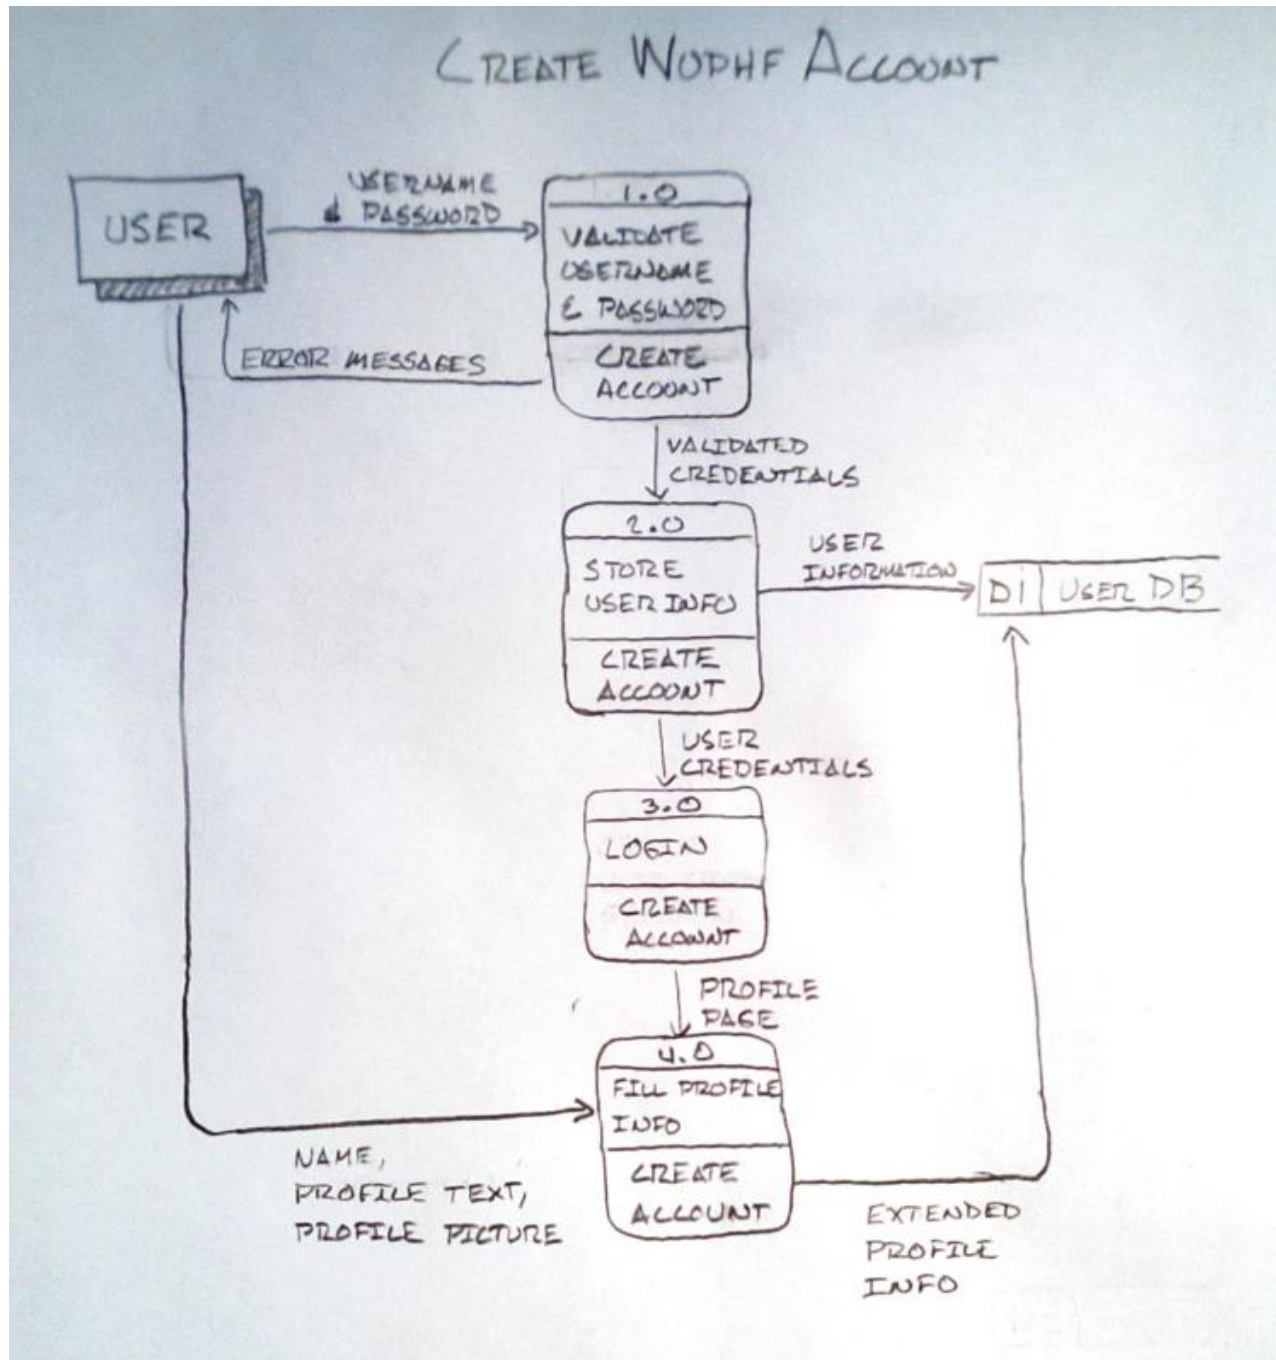 CREATE WUPHF ACCOUNT
USER
USERNAME
& PASSWORD
1.0
VALIDATE
USERNAME
& PASSWORD
CREATE
ACCOUNT
ERROR MESSAGES
VALIDATED
CREDENTIALS
2.0
STORE
USER INFO
CREATE
ACCOUNT
USER
INFORMATION
D1 USER DB
USER
CREDENTIALS
3.0
LOGIN
CREATE
ACCOUNT
PROFILE
PAGE
4.0
FILL PROFILE
INFO
CREATE
ACCOUNT
NAME,
PROFILE TEXT,
PROFILE PICTURE
EXTENDED
PROFILE
INFO